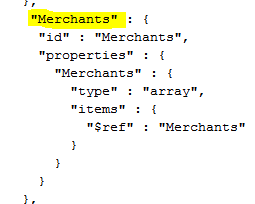 },
"Merchants" : {
"id" : "Merchants",
"properties" : {
"Merchants" : {
"type" : "array",
"items" : {
"$ref" : "Merchants"
}
}
}
},